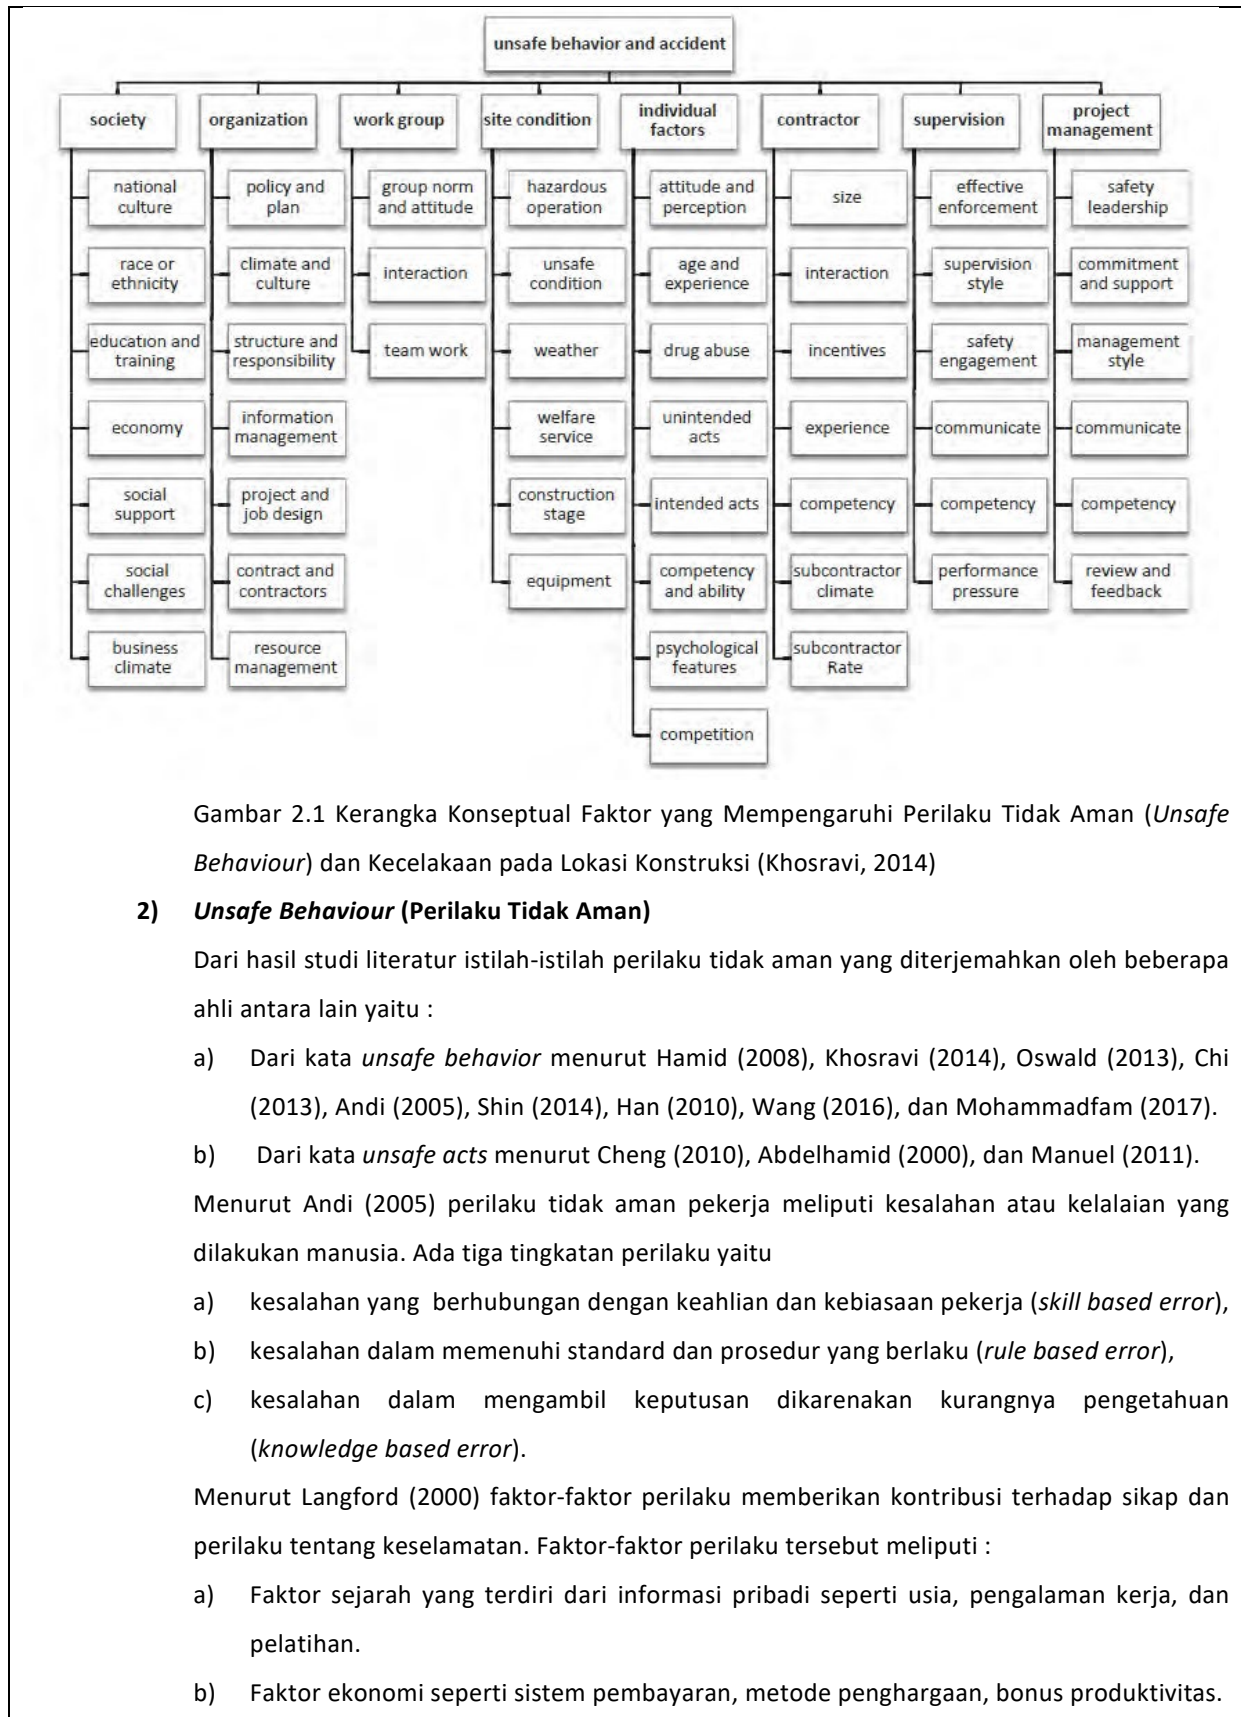 unsafe behavior and accident
society
organization
work group
site condition
individual
factors
contractor
supervision
project
management
national
culture
race or
ethnicity
education and
training
economy
social
support
social
challenges
business
climate
policy and
plan
climate and
culture
structure and
responsibility
information
management
project and
job design
contract and
contractors
resource
management
group norm
and attitude
interaction
team work
hazardous
operation
unsafe
condition
weather
welfare
service
construction
stage
equipment
attitude and
perception
age and
experience
drug abuse
unintended
acts
intended acts
competency
and ability
psychological
features
competition
size
interaction
incentives
experience
competency
subcontractor
climate
subcontractor
Rate
effective
enforcement
supervision
style
safety
engagement
communicate
competency
performance
pressure
safety
leadership
commitment
and support
management
style
communicate
competency
review and
feedback
Gambar 2.1 Kerangka Konseptual Faktor yang Mempengaruhi Perilaku Tidak Aman (Unsafe
Behaviour) dan Kecelakaan pada Lokasi Konstruksi (Khosravi, 2014)
2) Unsafe Behaviour (Perilaku Tidak Aman)
Dari hasil studi literatur istilah-istilah perilaku tidak aman yang diterjemahkan oleh beberapa
ahli antara lain yaitu :
a) Dari kata unsafe behavior menurut Hamid (2008), Khosravi (2014), Oswald (2013), Chi
(2013), Andi (2005), Shin (2014), Han (2010), Wang (2016), dan Mohammadfam (2017).
b) Dari kata unsafe acts menurut Cheng (2010), Abdelhamid (2000), dan Manuel (2011).
Menurut Andi (2005) perilaku tidak aman pekerja meliputi kesalahan atau kelalaian yang
dilakukan manusia. Ada tiga tingkatan perilaku yaitu
a) kesalahan yang berhubungan dengan keahlian dan kebiasaan pekerja (skill based error),
b) kesalahan dalam memenuhi standard dan prosedur yang berlaku (rule based error),
c) kesalahan dalam mengambil keputusan dikarenakan kurangnya pengetahuan
(knowledge based error).
Menurut Langford (2000) faktor-faktor perilaku memberikan kontribusi terhadap sikap dan
perilaku tentang keselamatan. Faktor-faktor perilaku tersebut meliputi :
a) Faktor sejarah yang terdiri dari informasi pribadi seperti usia, pengalaman kerja, dan
pelatihan.
b) Faktor ekonomi seperti sistem pembayaran, metode penghargaan, bonus produktivitas.